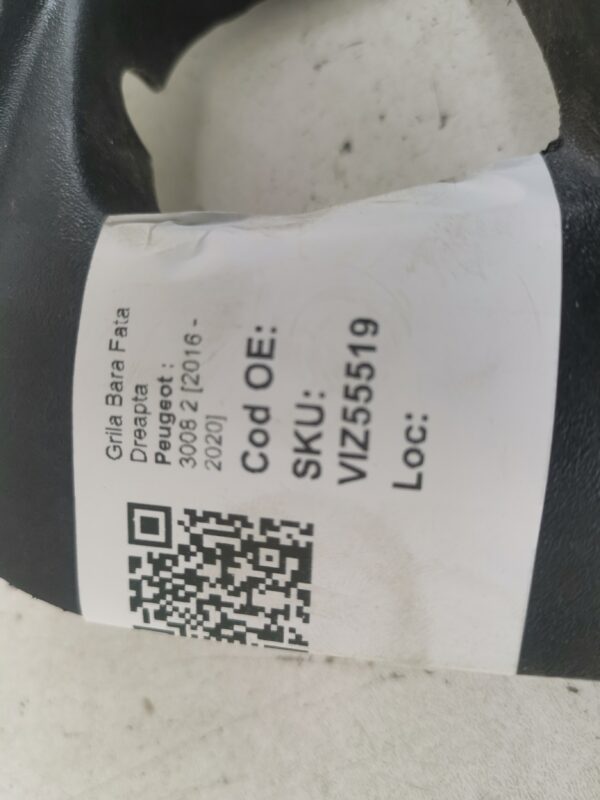 Grila Bara Fata
Dreapta
Peugeot :
3008 2 [2016 -
2020]
Cod OE:
SKU:
VIZ55519
Loc: